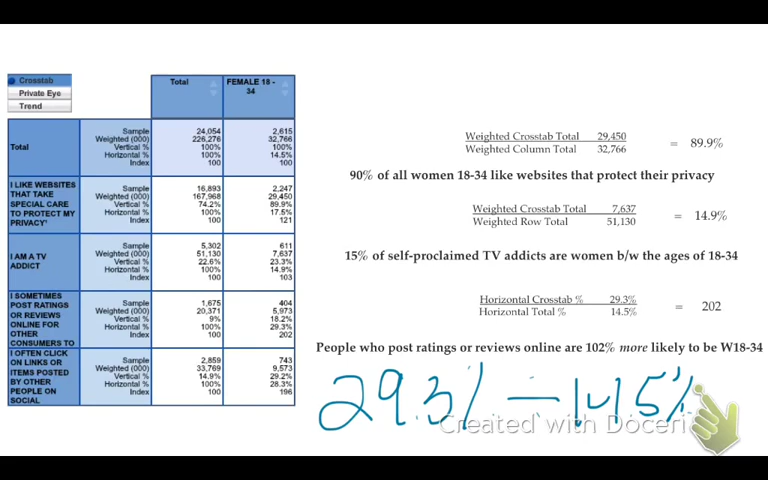 Crosstab
Private Eye
Trend
Total FEMALE 18 -
34
Total
Sample 24,054 2,615
Weighted (000) 226,276 32,766
Vertical % 100% 100%
Horizontal % 100% 14.5%
Index 100 100
I LIKE WEBSITES
THAT TAKE
SPECIAL CARE
TO PROTECT MY
PRIVACY'
Sample 16,893 2,247
Weighted (000) 167,968 29,450
Vertical % 74.2% 89.9%
Horizontal % 100% 17.5%
Index 100 121
I AM A TV
ADDICT
Sample 5,302 611
Weighted (000) 51,130 7,637
Vertical % 22.6% 23.3%
Horizontal % 100% 14.9%
Index 100 103
I SOMETIMES
POST RATINGS
OR REVIEWS
ONLINE FOR
OTHER
CONSUMERS TO
Sample 1,675 404
Weighted (000) 20,371 5,973
Vertical % 9% 18.2%
Horizontal % 100% 29.3%
Index 100 202
I OFTEN CLICK
ON LINKS OR
ITEMS POSTED
BY OTHER
PEOPLE ON
SOCIAL
Sample 2,859 743
Weighted (000) 33,769 9,573
Vertical % 14.9% 29.2%
Horizontal % 100% 28.3%
Index 100 196
Weighted Crosstab Total 29,450
Weighted Column Total 32,766
= 89.9%
90% of all women 18-34 like websites that protect their privacy
Weighted Crosstab Total 7,637
Weighted Row Total 51,130
= 14.9%
15% of self-proclaimed TV addicts are women b/w the ages of 18-34
Horizontal Crosstab % 29.3%
Horizontal Total % 14.5%
= 202
People who post ratings or reviews online are 102% more likely to be W18-34
29.3% ÷ 14.5%
Created with Doceri